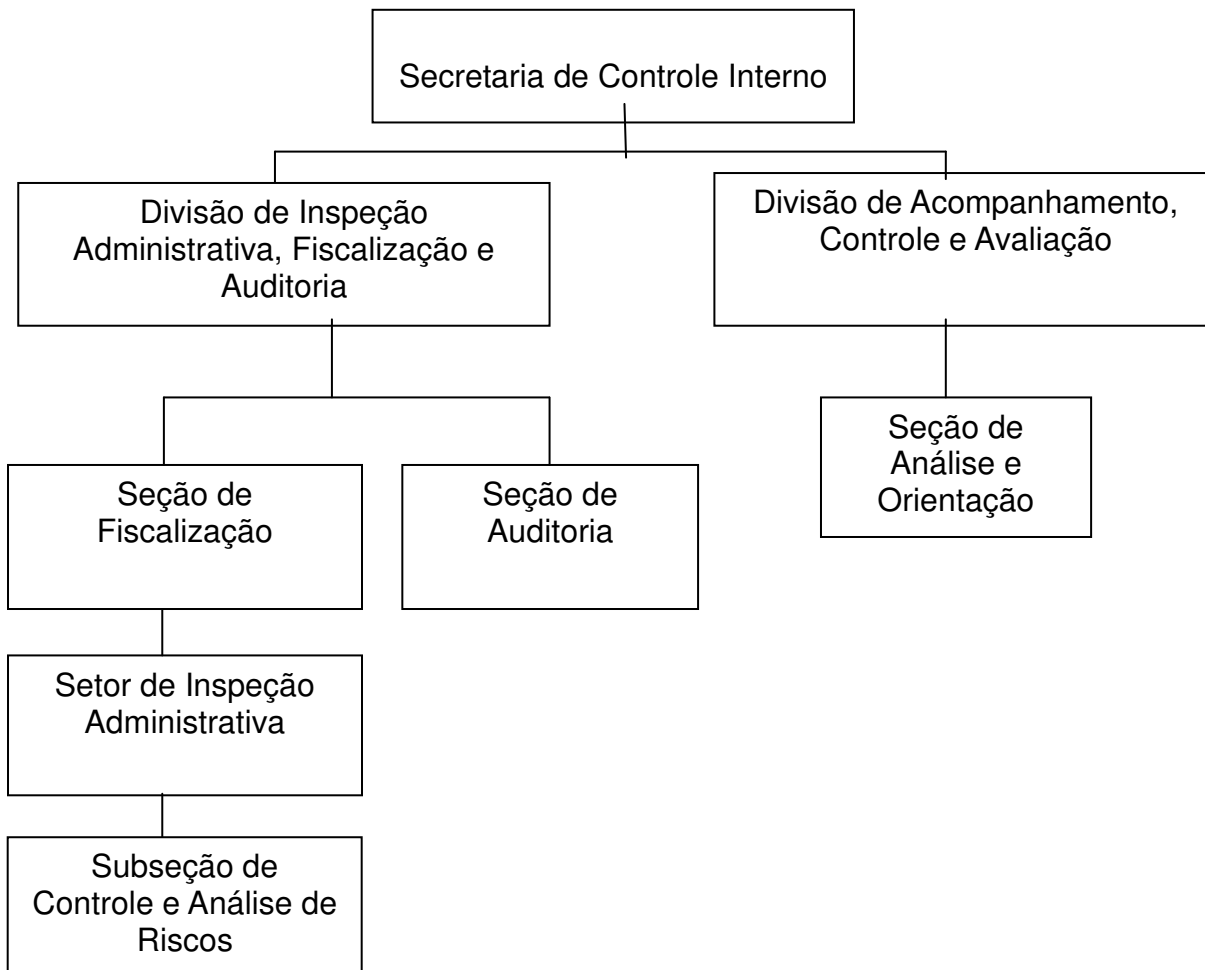 Secretaria de Controle Interno
Divisão de Inspeção
Administrativa, Fiscalização e
Auditoria
Divisão de Acompanhamento,
Controle e Avaliação
Seção de
Fiscalização
Seção de
Auditoria
Seção de
Análise e
Orientação
Setor de Inspeção
Administrativa
Subseção de
Controle e Análise de
Riscos